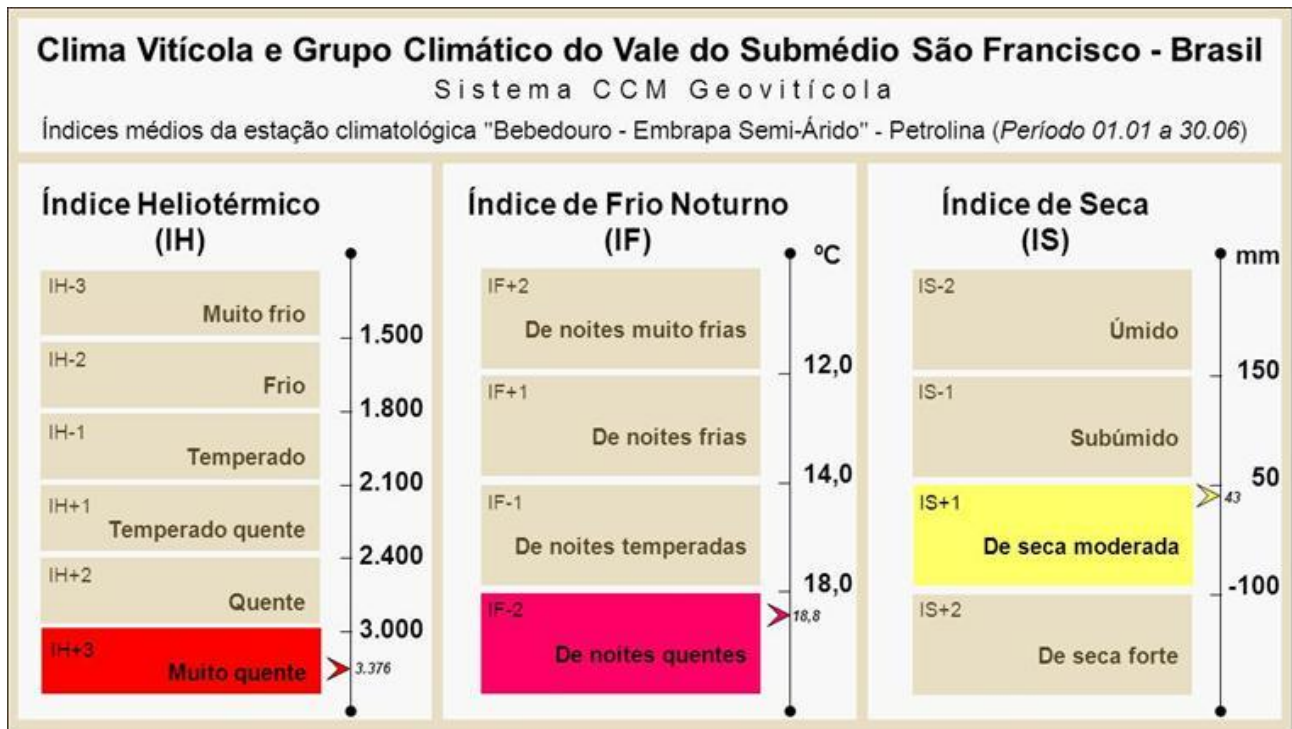 Clima Vitícola e Grupo Climático do Vale do Submédio São Francisco - Brasil
Sistema CCM Geovitícola
Índices médios da estação climatológica "Bebedouro - Embrapa Semi-Árido" - Petrolina (Período 01.01 a 30.06)
Índice Heliotérmico
(IH)
IH-3
Muito frio
1.500
IH-2
Frio
1.800
IH-1
Temperado
2.100
IH+1
Temperado quente
2.400
IH+2
Quente
3.000
IH+3
Muito quente
3.376
Índice de Frio Noturno
(IF)
ºC
IF+2
De noites muito frias
12,0
IF+1
De noites frias
14,0
IF-1
De noites temperadas
18,0
IF-2
18,8
De noites quentes
Índice de Seca
(IS)
mm
IS-2
Úmido
150
IS-1
Subúmido
50
IS+1
43
De seca moderada
-100
IS+2
De seca forte